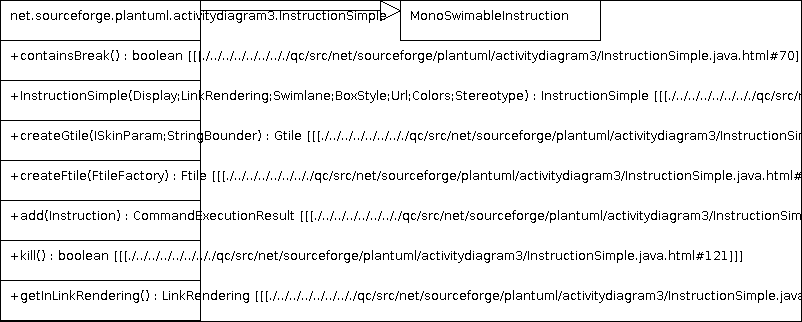 net.sourceforge.plantuml.activitydiagram3.InstructionSimple
MonoSwimableInstruction
+containsBreak() : boolean [[[./../../../../../../../qc/src/net/sourceforge/plantuml/activitydiagram3/InstructionSimple.java.html#70]
+InstructionSimple(Display;LinkRendering;Swimlane;BoxStyle;Url;Colors;Stereotype) : InstructionSimple [[[./../../../../../../../qc/src/n
+createGtile(ISkinParam;StringBounder) : Gtile [[[./../../../../../../../qc/src/net/sourceforge/plantuml/activitydiagram3/InstructionSim
+createFtile(FtileFactory) : Ftile [[[./../../../../../../../qc/src/net/sourceforge/plantuml/activitydiagram3/InstructionSimple.java.html#
+add(Instruction) : CommandExecutionResult [[[./../../../../../../../qc/src/net/sourceforge/plantuml/activitydiagram3/InstructionSim
+kill() : boolean [[[./../../../../../../../qc/src/net/sourceforge/plantuml/activitydiagram3/InstructionSimple.java.html#121]]]
+getInLinkRendering() : LinkRendering [[[./../../../../../../../qc/src/net/sourceforge/plantuml/activitydiagram3/InstructionSimple.java